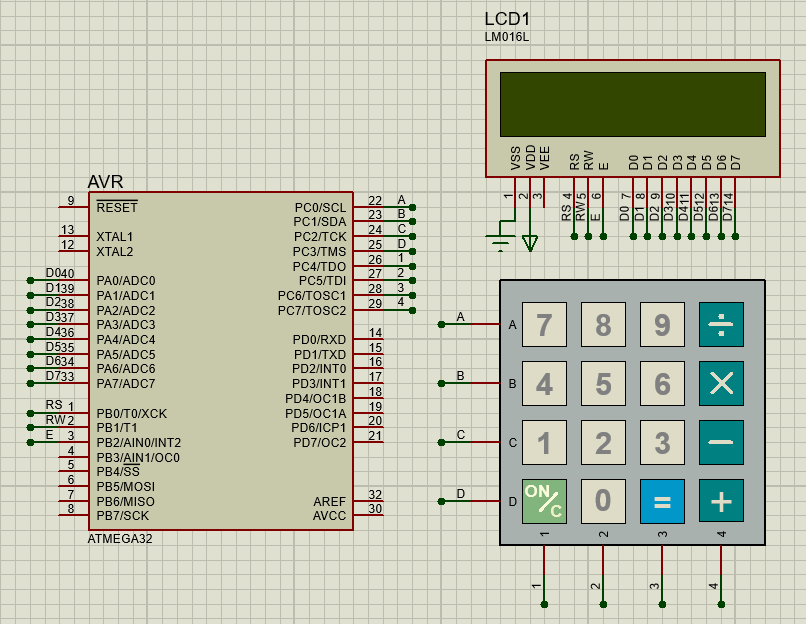 LCD1
LM016L
VSS
VDD
VEE
RS
RW
E
D0
D1
D2
D3
D4
D5
D6
D7
1
2
3
RS 4
RW 5
E 6
D0 7
D1 8
D2 9
D3 10
D4 11
D5 12
D6 13
D7 14
AVR
9 RESET
13 XTAL1
12 XTAL2
D0 40 PA0/ADC0
D1 39 PA1/ADC1
D2 38 PA2/ADC2
D3 37 PA3/ADC3
D4 36 PA4/ADC4
D5 35 PA5/ADC5
D6 34 PA6/ADC6
D7 33 PA7/ADC7
RS 1 PB0/T0/XCK
RW 2 PB1/T1
E 3 PB2/AIN0/INT2
4 PB3/AIN1/OC0
5 PB4/SS
6 PB5/MOSI
7 PB6/MISO
8 PB7/SCK
PC0/SCL 22 A
PC1/SDA 23 B
PC2/TCK 24 C
PC3/TMS 25 D
PC4/TDO 26 1
PC5/TDI 27 2
PC6/TOSC1 28 3
PC7/TOSC2 29 4
PD0/RXD 14
PD1/TXD 15
PD2/INT0 16
PD3/INT1 17
PD4/OC1B 18
PD5/OC1A 19
PD6/ICP1 20
PD7/OC2 21
AREF 32
AVCC 30
ATMEGA32
A A 7 8 9 ÷
B B 4 5 6 ×
C C 1 2 3 −
D D ON/C 0 = +
1 2 3 4
1 2 3 4